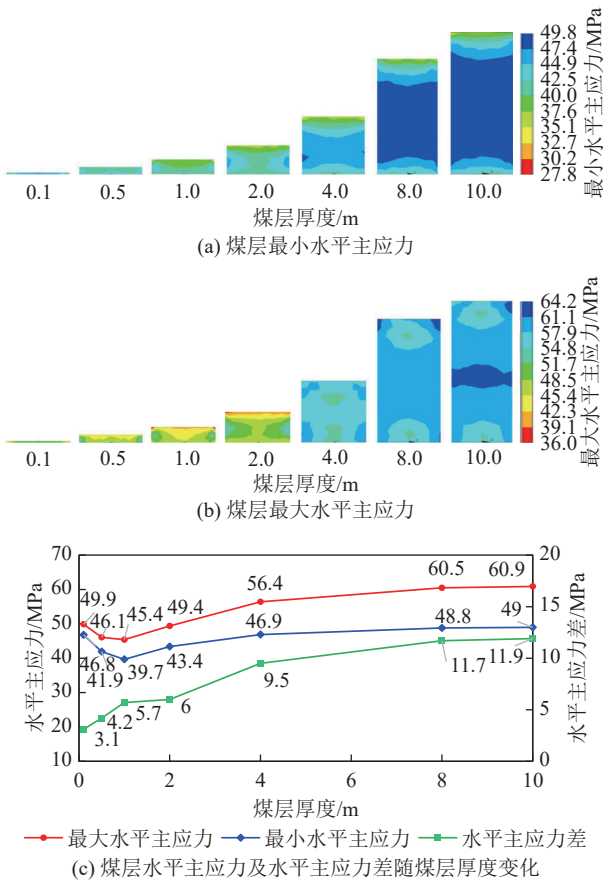 49.8
47.4
44.9
42.5
40.0
37.6
35.1
32.7
30.2
27.8
最小水平主应力/MPa
0.1 0.5 1.0 2.0 4.0 8.0 10.0
煤层厚度/m
(a) 煤层最小水平主应力
64.2
61.1
57.9
54.8
51.7
48.5
45.4
42.3
39.1
36.0
最大水平主应力/MPa
0.1 0.5 1.0 2.0 4.0 8.0 10.0
煤层厚度/m
(b) 煤层最大水平主应力
70
60
50
40
30
20
10
水平主应力/MPa
49.9 46.1 45.4 49.4 56.4 60.5 60.9
46.8 41.9 39.7 43.4 46.9 48.8 49
3.1 4.2 5.7 6 9.5 11.7 11.9
20
15
10
5
0
水平主应力差/MPa
0 2 4 6 8 10
煤层厚度/m
最大水平主应力 最小水平主应力 水平主应力差
(c) 煤层水平主应力及水平主应力差随煤层厚度变化